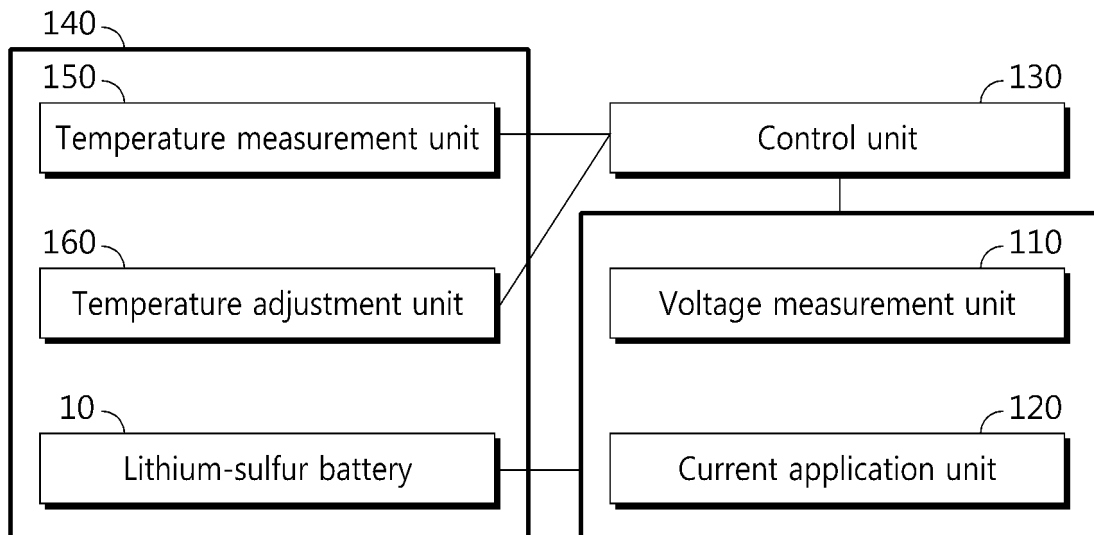 140
150
Temperature measurement unit
130
Control unit
160
Temperature adjustment unit
110
Voltage measurement unit
10
Lithium-sulfur battery
120
Current application unit